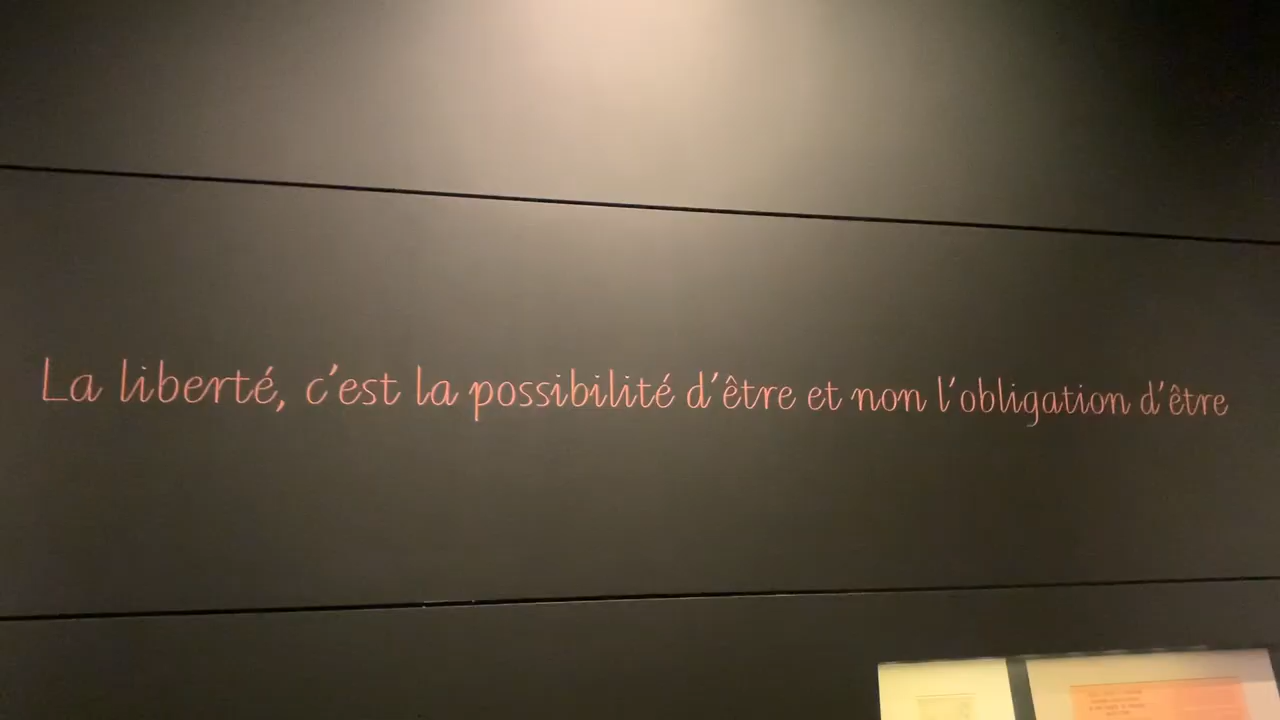 La liberté, c'est la possibilité d'être et non l'obligation d'être